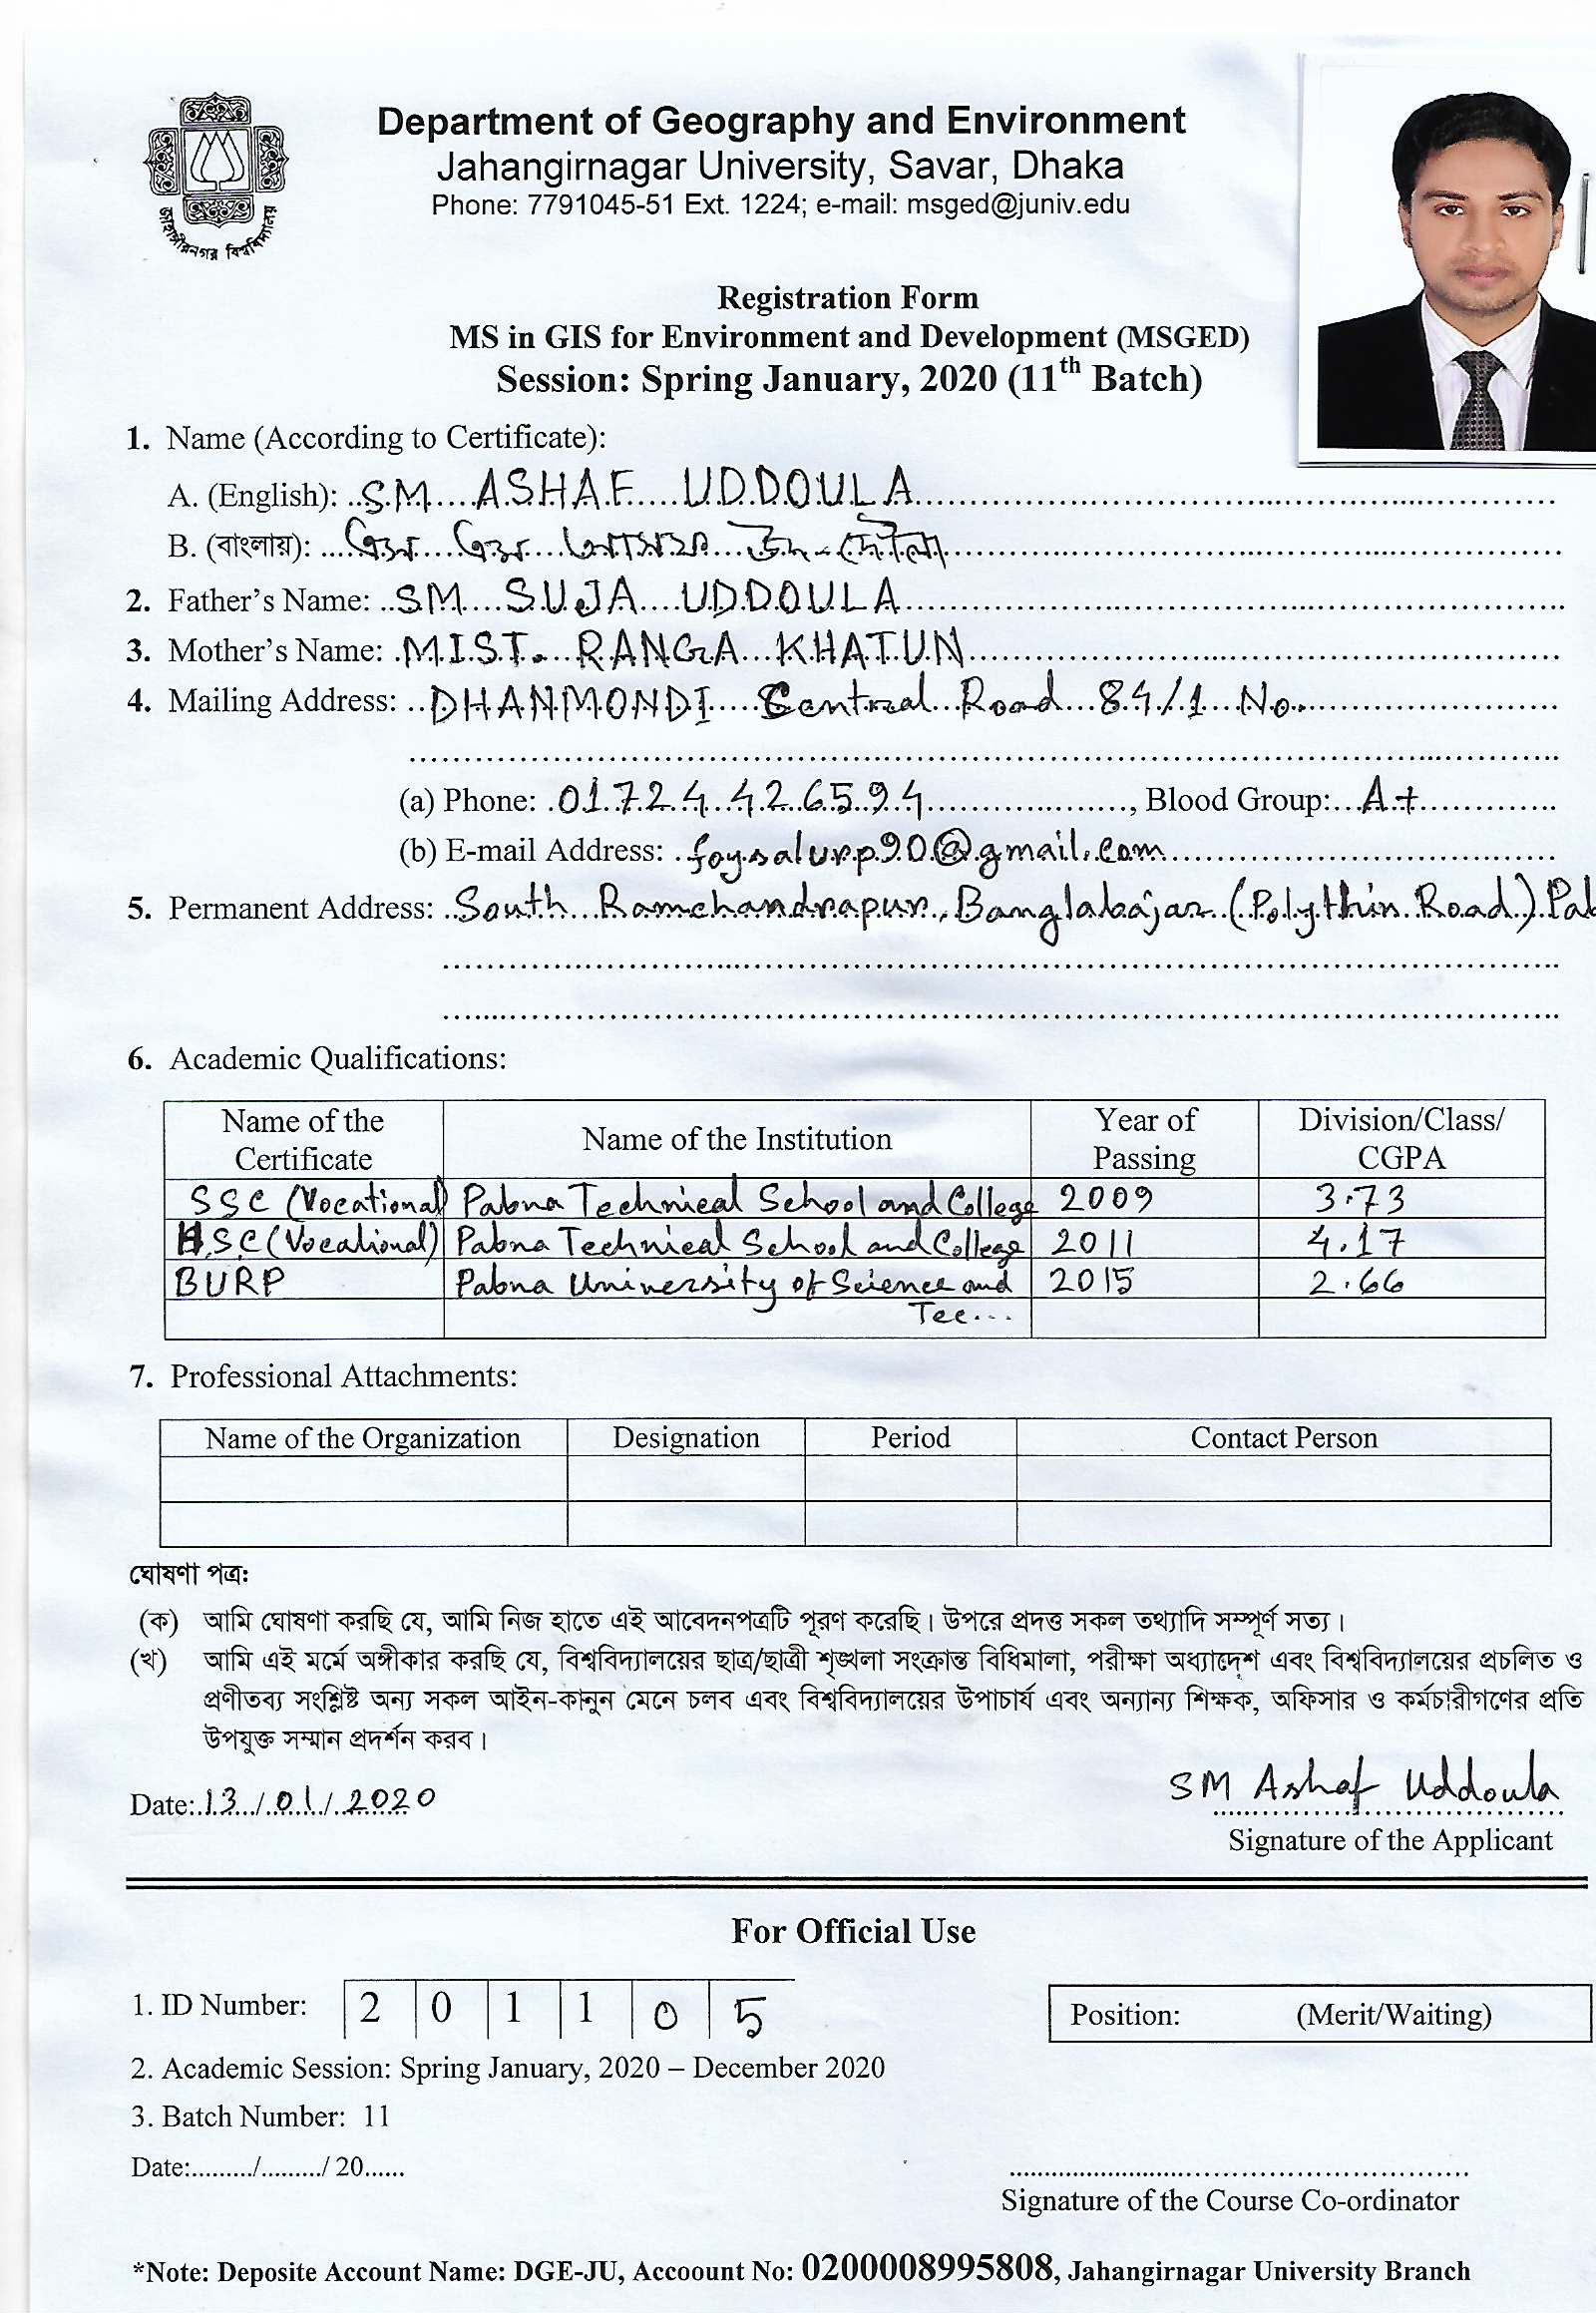 জাহাঙ্গীরনগর বিশ্ববিদ্যালয়
Department of Geography and Environment
Jahangirnagar University, Savar, Dhaka
Phone: 7791045-51 Ext. 1224; e-mail: msged@juniv.edu
Registration Form
MS in GIS for Environment and Development (MSGED)
Session: Spring January, 2020 (11th Batch)
1. Name (According to Certificate):
A. (English): S.M. ASHAF UDDOULA
B. (বাংলায়): এস এম আসাফ উদ-দৌলা
2. Father's Name: SM SUJA UDDOULA
3. Mother's Name: MIST. RANGA KHATUN
4. Mailing Address: DHANMONDI Central Road 84/1 No.
(a) Phone: 01724426594, Blood Group: A+
(b) E-mail Address: foysalurp90@gmail.com
5. Permanent Address: South Ramchandrapur, Banglabajar (Polythin Road) Pab
6. Academic Qualifications:
Name of the Certificate Name of the Institution Year of Passing Division/Class/CGPA
SSC (Vocational) Pabna Technical School and College 2009 3.73
HSC (Vocational) Pabna Technical School and College 2011 4.17
BURP Pabna University of Science and 2015 2.66
Tec...
7. Professional Attachments:
Name of the Organization Designation Period Contact Person
ঘোষণা পত্র:
(ক) আমি ঘোষণা করছি যে, আমি নিজ হাতে এই আবেদনপত্রটি পূরণ করেছি। উপরে প্রদত্ত সকল তথ্যাদি সম্পূর্ণ সত্য।
(খ) আমি এই মর্মে অঙ্গীকার করছি যে, বিশ্ববিদ্যালয়ের ছাত্র/ছাত্রী শৃঙ্খলা সংক্রান্ত বিধিমালা, পরীক্ষা অধ্যাদেশ এবং বিশ্ববিদ্যালয়ের প্রচলিত ও
প্রণীতব্য সংশ্লিষ্ট অন্য সকল আইন-কানুন মেনে চলব এবং বিশ্ববিদ্যালয়ের উপাচার্য এবং অন্যান্য শিক্ষক, অফিসার ও কর্মচারীগণের প্রতি
উপযুক্ত সম্মান প্রদর্শন করব।
Date: 13/01/2020 SM Ashaf Uddoula
Signature of the Applicant
For Official Use
1. ID Number: 2 0 1 1 0 5 Position: (Merit/Waiting)
2. Academic Session: Spring January, 2020 – December 2020
3. Batch Number: 11
Date:........./........./ 20......
Signature of the Course Co-ordinator
*Note: Deposite Account Name: DGE-JU, Accoount No: 0200008995808, Jahangirnagar University Branch